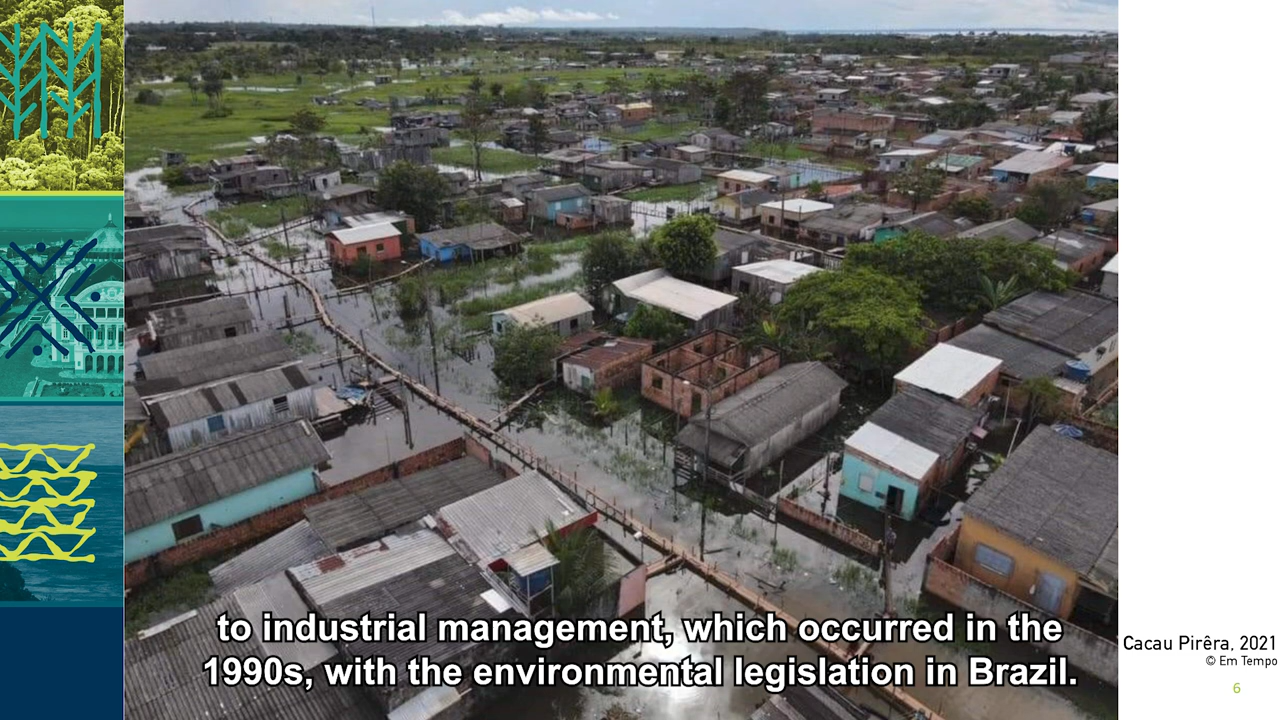 to industrial management, which occurred in the
1990s, with the environmental legislation in Brazil.
Cacau Pirêra, 2021
© Em Tempo
6